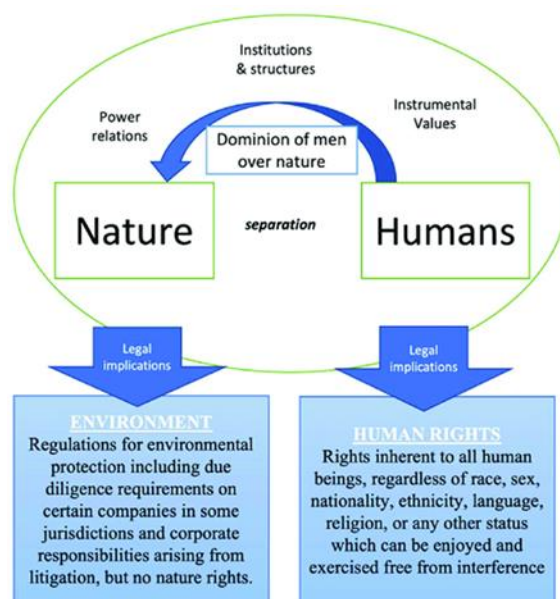 Institutions
& structures
Power
relations
Instrumental
Values
Dominion of men
over nature
Nature
separation
Humans
Legal
implications
Legal
implications
ENVIRONMENT
Regulations for environmental
protection including due
diligence requirements on
certain companies in some
jurisdictions and corporate
responsibilities arising from
litigation, but no nature rights.
HUMAN RIGHTS
Rights inherent to all human
beings, regardless of race, sex,
nationality, ethnicity, language,
religion, or any other status
which can be enjoyed and
exercised free from interference